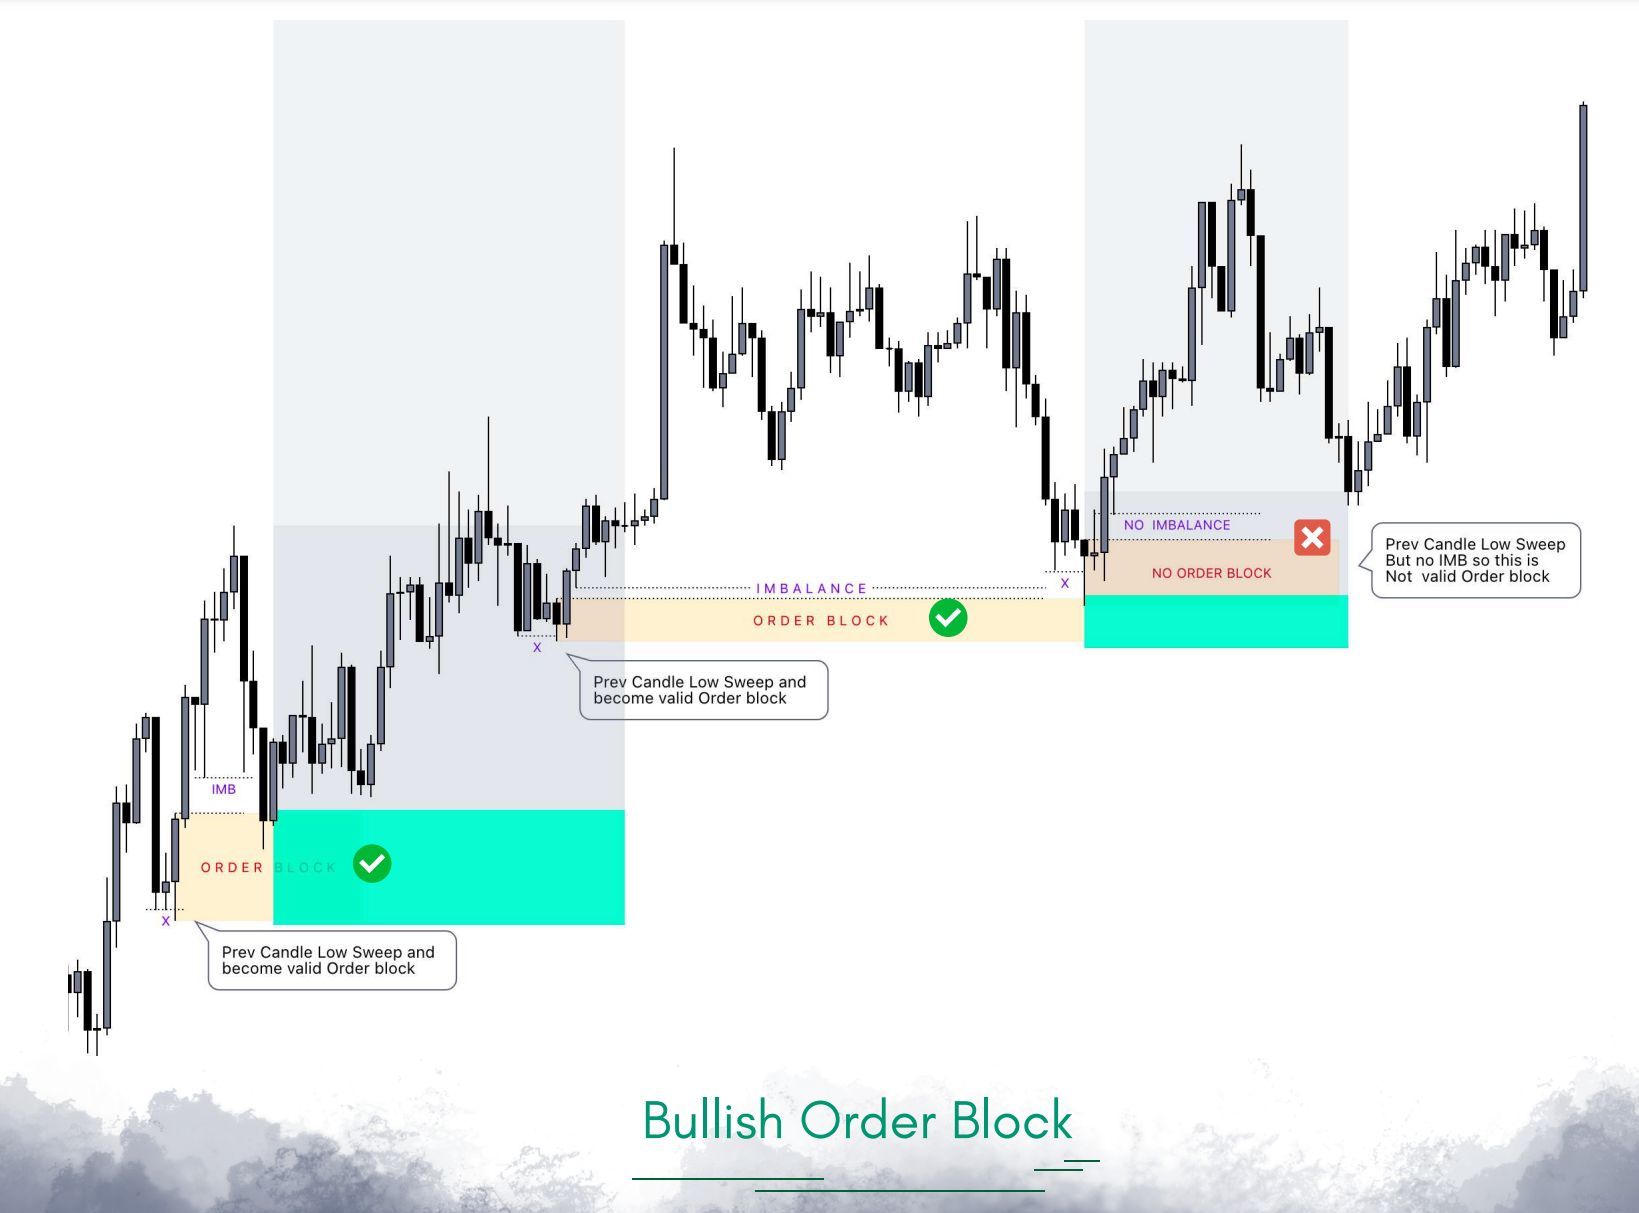 NO IMBALANCE
Prev Candle Low Sweep
But no IMB so this is
Not valid Order block
NO ORDER BLOCK
X
IMBALANCE
ORDER BLOCK
X
Prev Candle Low Sweep and
become valid Order block
IMB
ORDER BLOCK
X
Prev Candle Low Sweep and
become valid Order block
Bullish Order Block